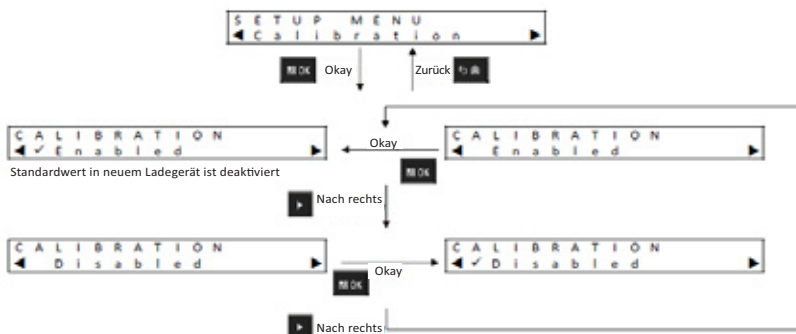 SETUP MENU
◀ Calibration ▶
OK Okay Zurück
CALIBRATION
◀ ✓ Enabled ▶
Okay
CALIBRATION
◀ Enabled ▶
OK
Standardwert in neuem Ladegerät ist deaktiviert
Nach rechts
CALIBRATION
◀ Disabled ▶
Okay
OK
CALIBRATION
◀ ✓ Disabled ▶
Nach rechts